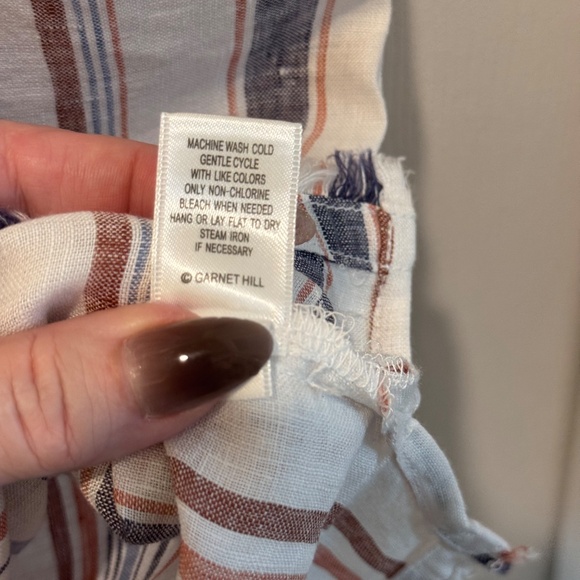 MACHINE WASH COLD
GENTLE CYCLE
WITH LIKE COLORS
ONLY NON-CHLORINE
BLEACH WHEN NEEDED
HANG OR LAY FLAT TO DRY
STEAM IRON
IF NECESSARY
© GARNET HILL